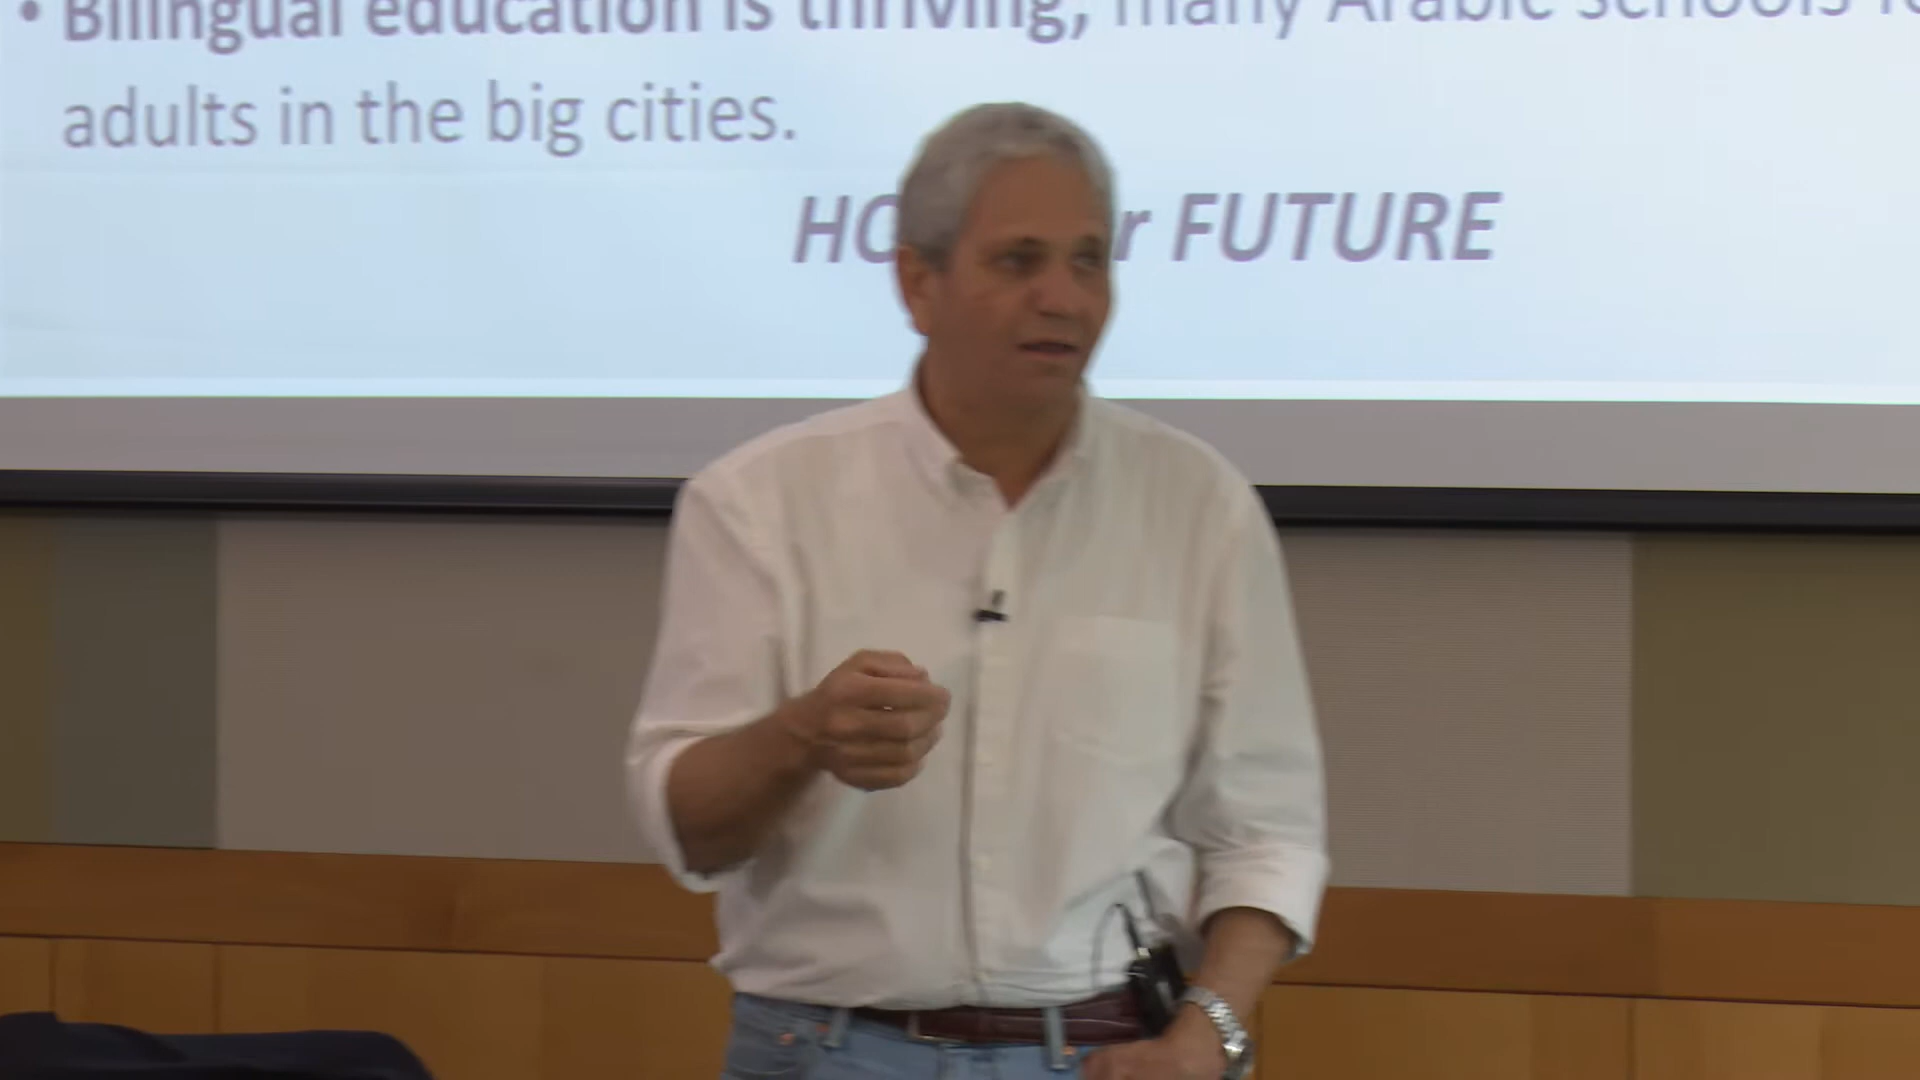 • Bilingual education is thriving, many Arabic schools
adults in the big cities.
FUTURE